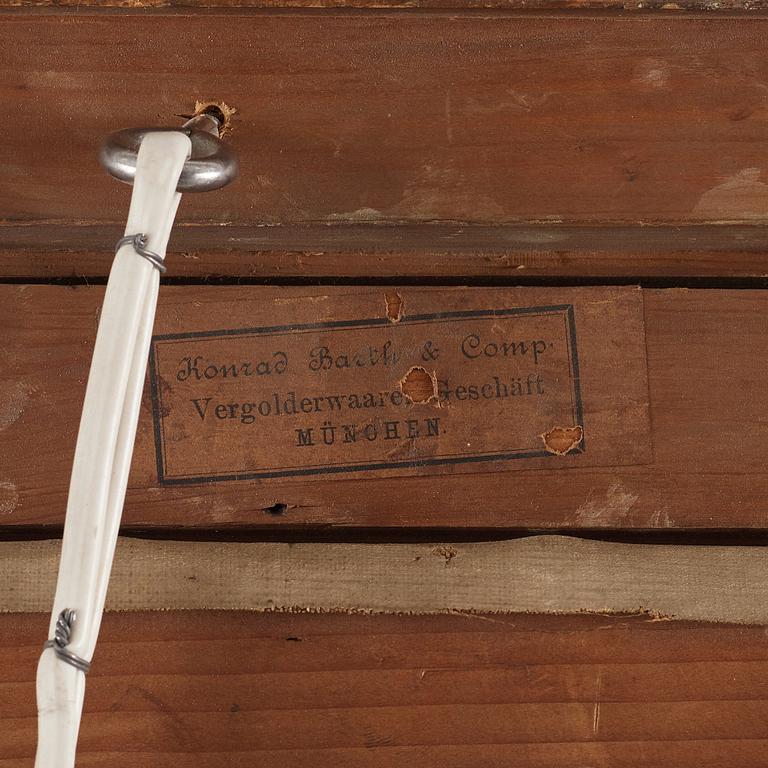 Konrad Barth & Comp.
Vergolderwaaren Geschäft
MÜNCHEN.